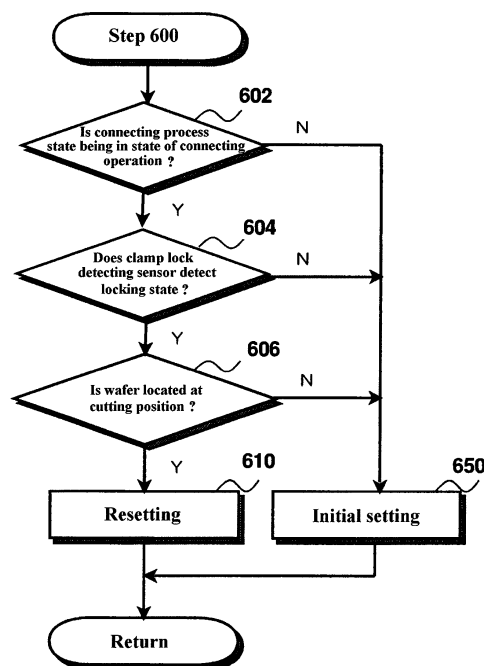 Step 600
602
Is connecting process
state being in state of connecting
operation ?
N
Y
604
Does clamp lock
detecting sensor detect
locking state ?
N
Y
606
Is wafer located at
cutting position ?
N
Y
610
Resetting
650
Initial setting
Return